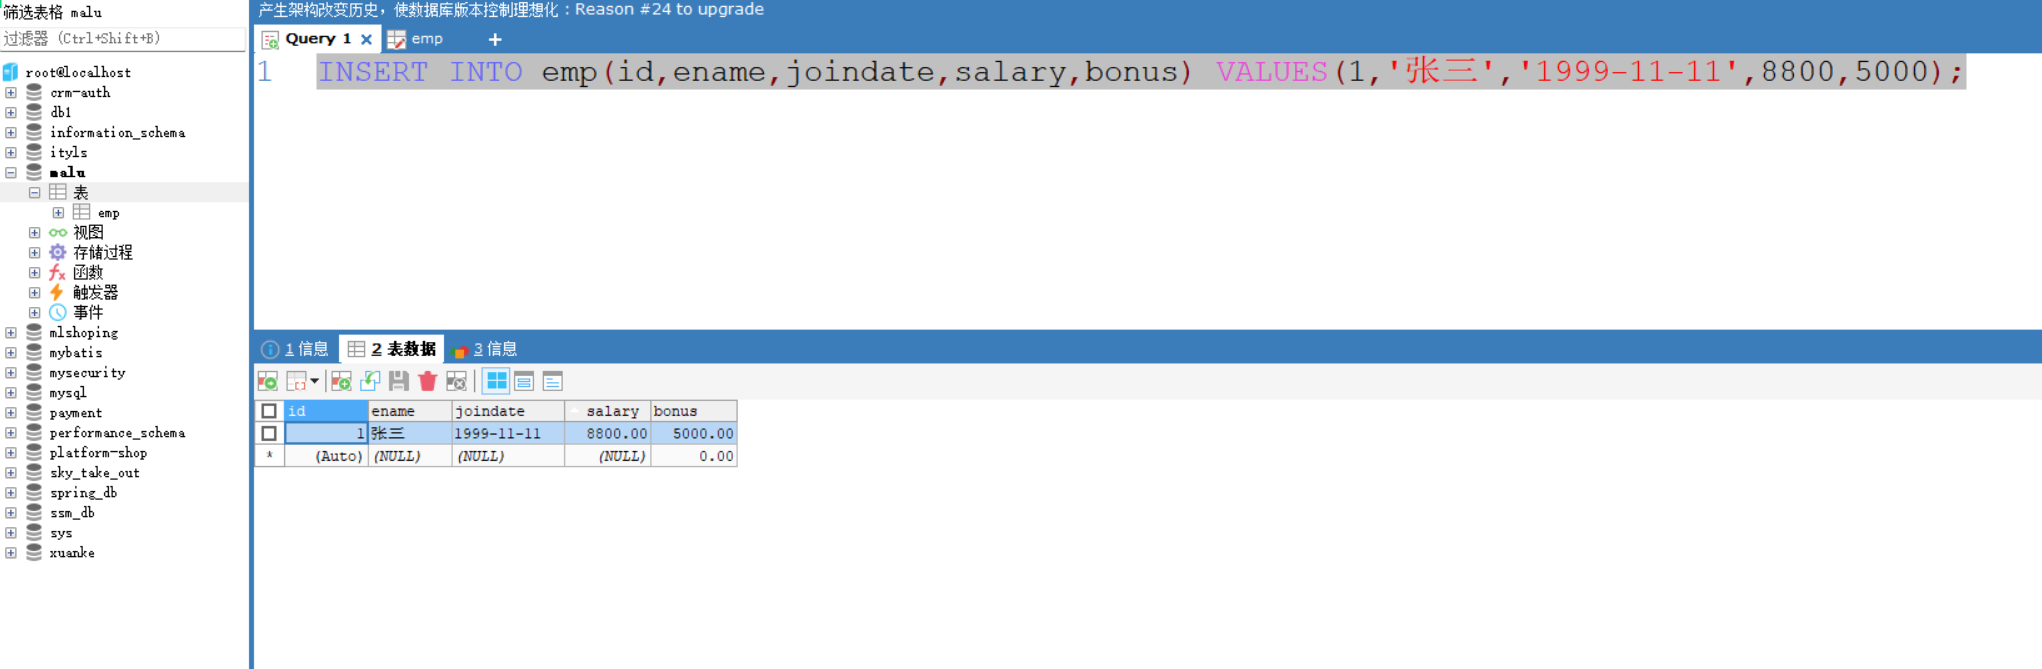 筛选表格 malu
过滤器 (Ctrl+Shift+B)
root@localhost
crm-auth
db1
information_schema
ityls
malu
表
emp
视图
存储过程
函数
触发器
事件
mlshoping
mybatis
mysecurity
mysql
payment
performance_schema
platform-shop
sky_take_out
spring_db
ssm_db
sys
xuanke
产生架构改变历史，使数据库版本控制理想化 : Reason #24 to upgrade
Query 1 × emp +
1 INSERT INTO emp(id,ename,joindate,salary,bonus) VALUES(1,'张三','1999-11-11',8800,5000);
1 信息 2 表数据 3 信息
id ename joindate salary bonus
1 张三 1999-11-11 8800.00 5000.00
* (Auto) (NULL) (NULL) (NULL) 0.00